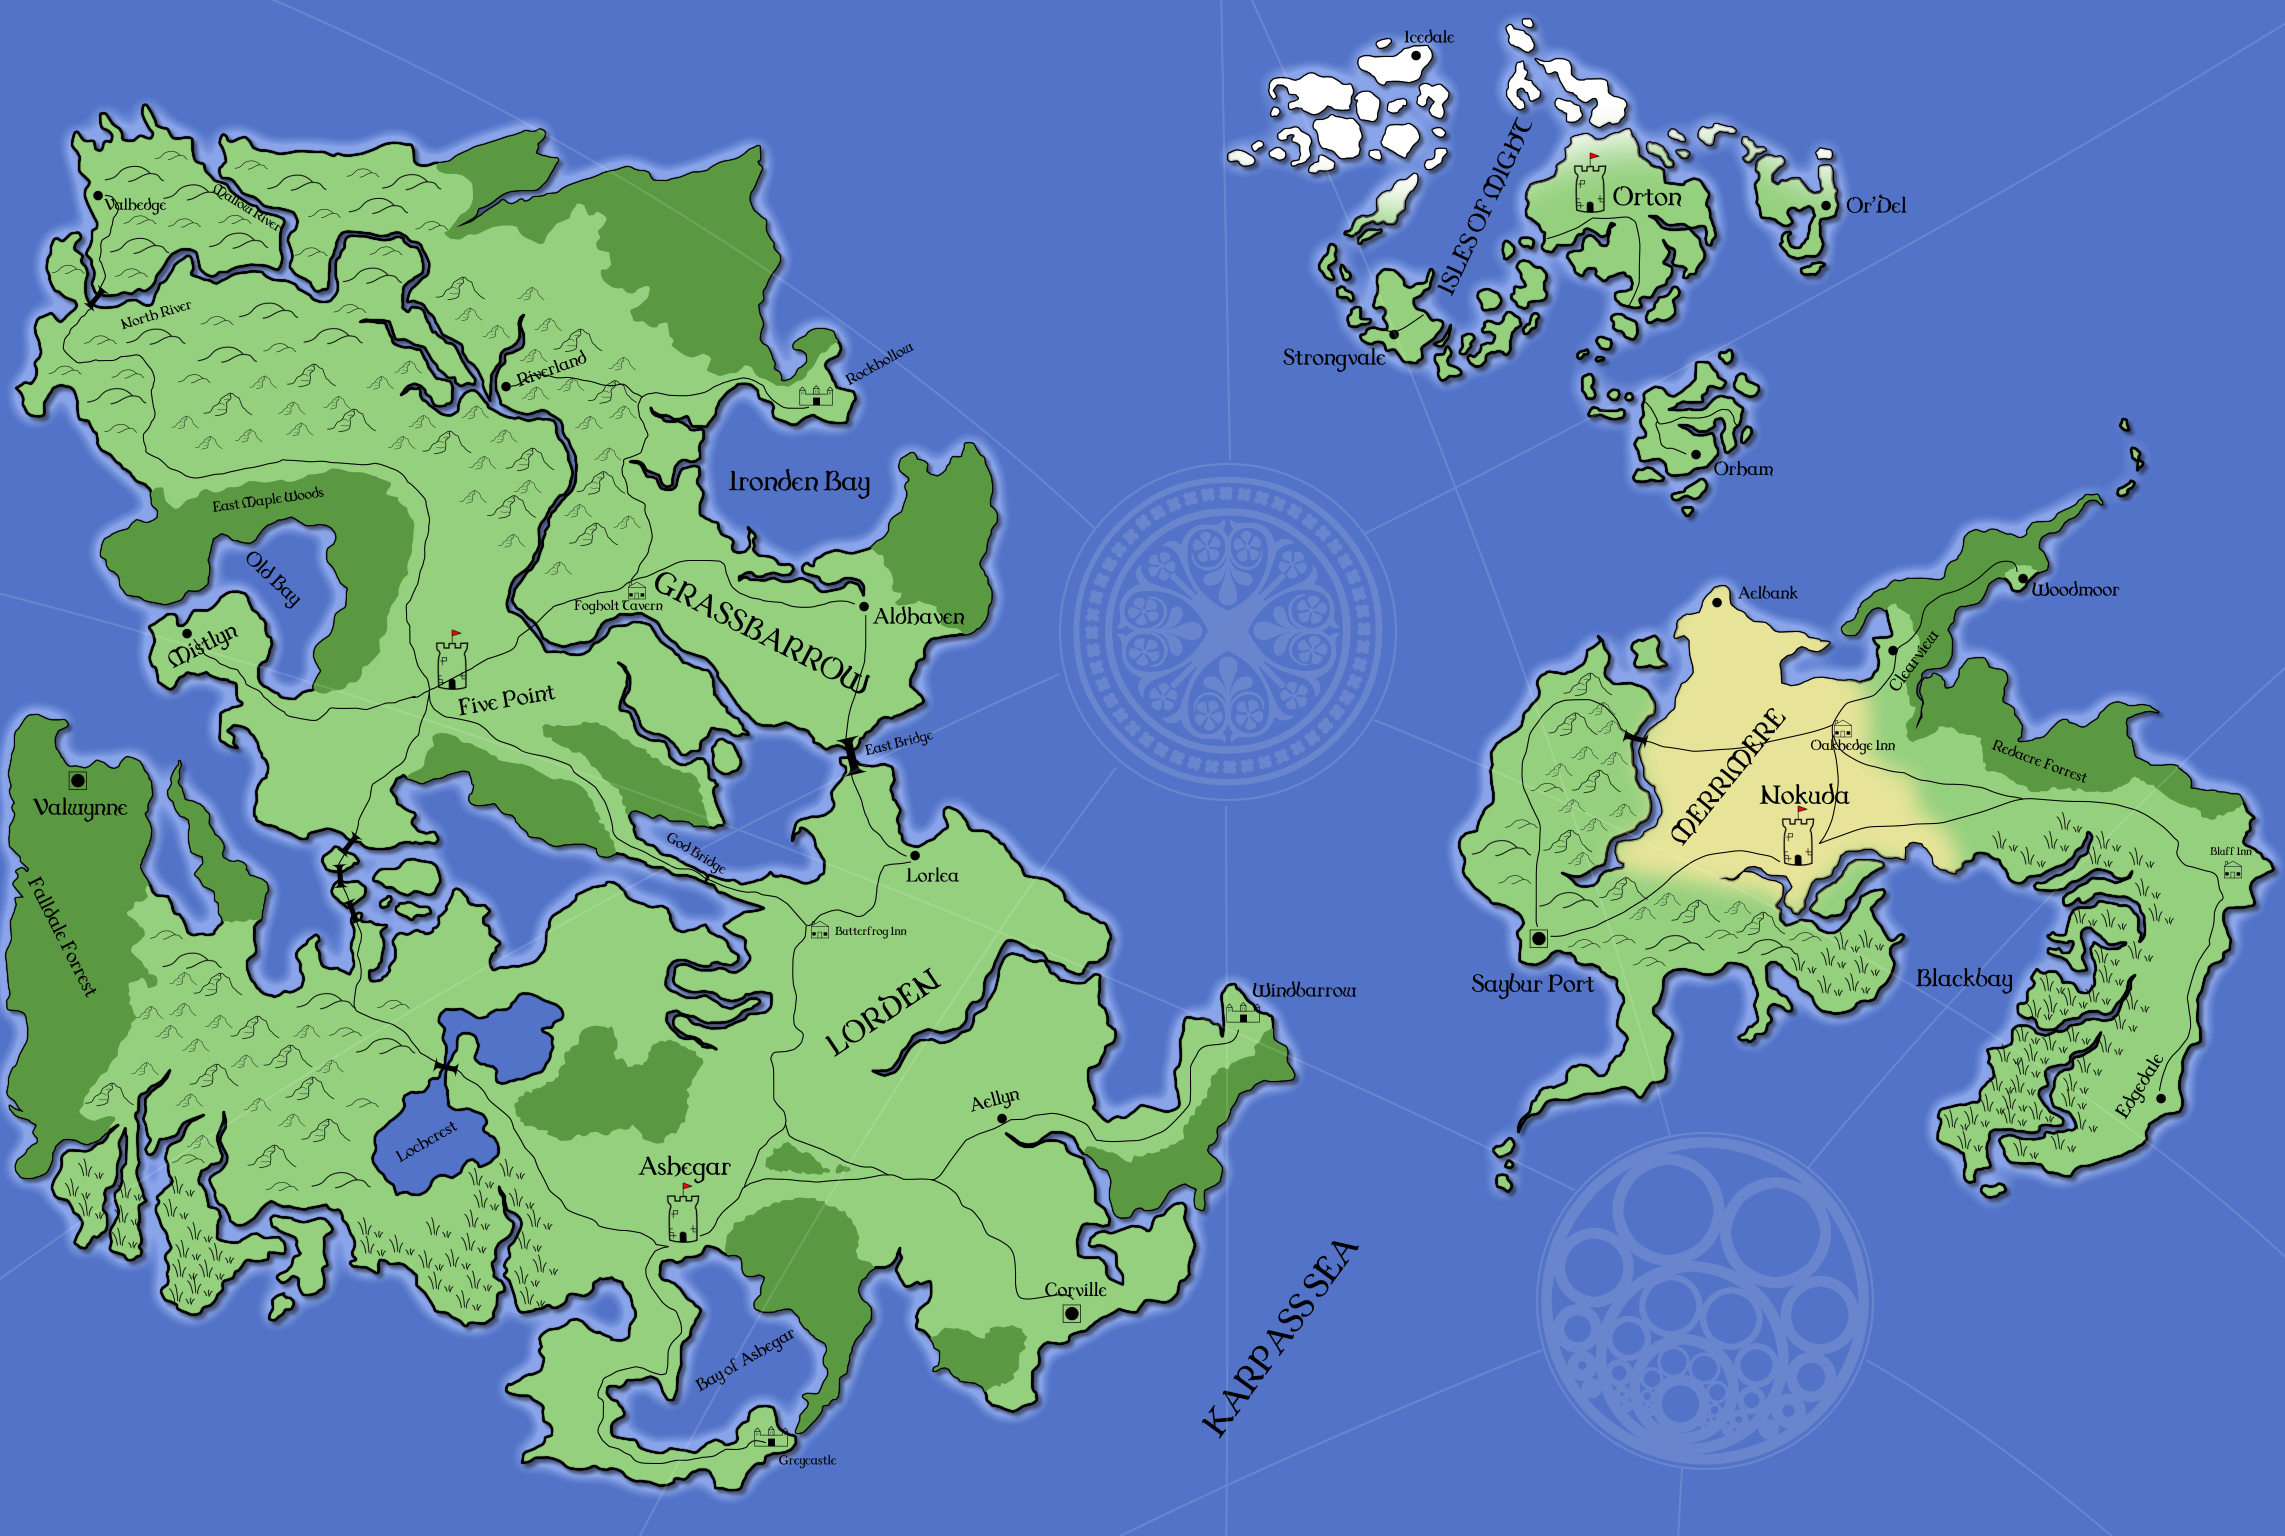 Icedale
Valhedge
Mallow River
ISLES OF MIGHT
Orton
Or'Del
North River
Riverland
Rockhollow
Strongvale
Orham
Ironden Bay
East Maple Woods
Old Bay
Mistlyn
Fogholt Tavern
GRASSBARROW
Aldhaven
Five Point
East Bridge
Aelbank
Woodmoor
Clearview
MERRIMERE
Oakhedge Inn
Redacre Forrest
Nokuda
Bluff Inn
Valwynne
Falldale Forrest
God Bridge
Lorlea
Butterfrog Inn
LORDEN
Windbarrow
Saybur Port
Blackbay
Edgedale
Lochcrest
Aellyn
Ashegar
Corville
Bay of Ashegar
Greycastle
KARPASS SEA